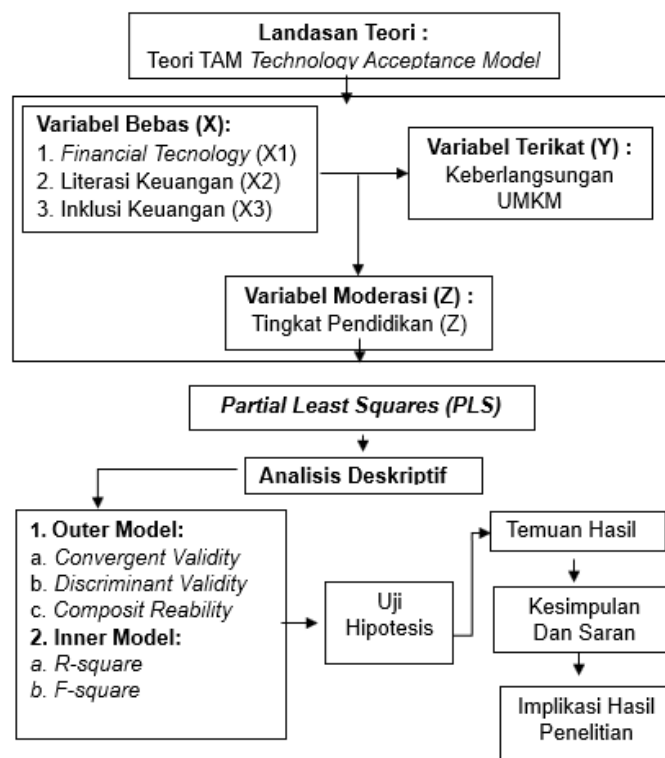 Landasan Teori :
Teori TAM Technology Acceptance Model
Variabel Bebas (X):
1. Financial Tecnology (X1)
2. Literasi Keuangan (X2)
3. Inklusi Keuangan (X3)
Variabel Terikat (Y) :
Keberlangsungan
UMKM
Variabel Moderasi (Z) :
Tingkat Pendidikan (Z)
Partial Least Squares (PLS)
Analisis Deskriptif
1. Outer Model:
a. Convergent Validity
b. Discriminant Validity
c. Composit Reability
2. Inner Model:
a. R-square
b. F-square
Uji
Hipotesis
Temuan Hasil
Kesimpulan
Dan Saran
Implikasi Hasil
Penelitian